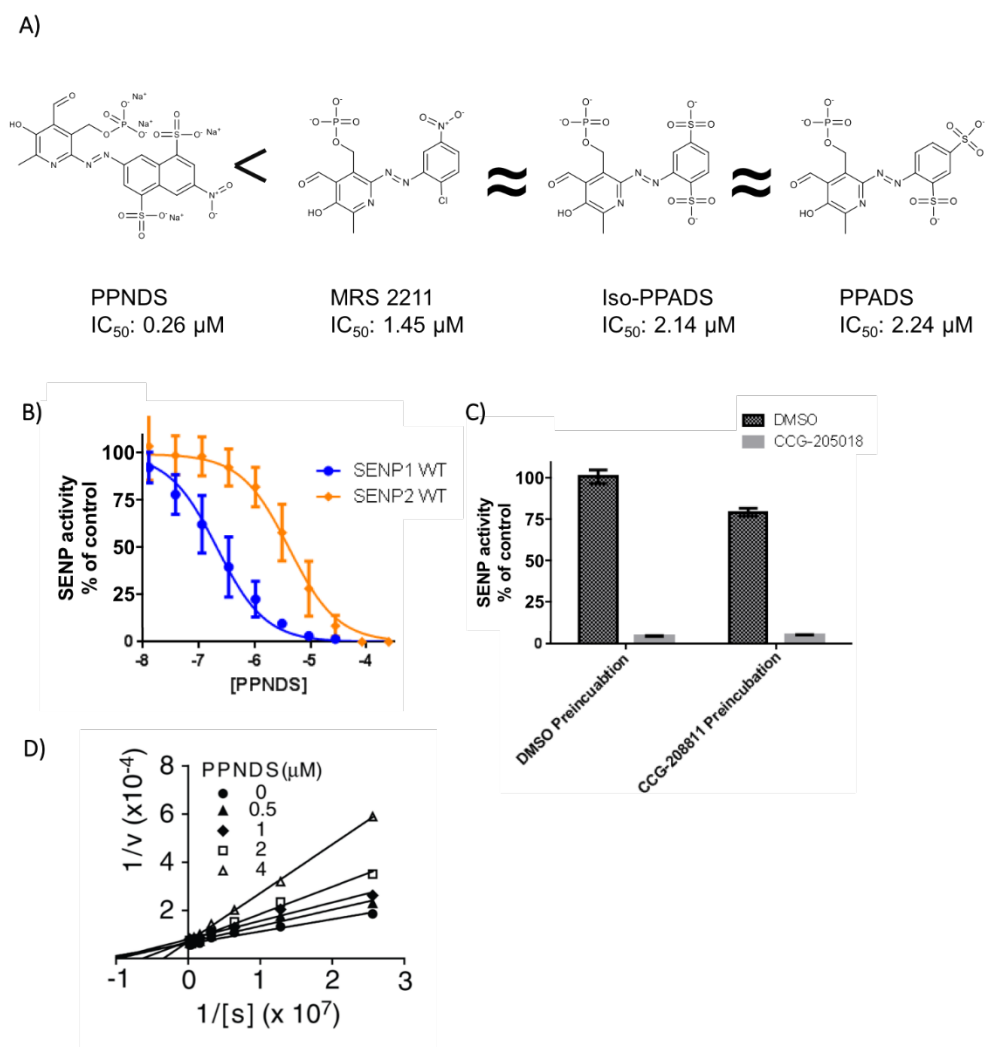 A)
PPNDS
IC50: 0.26 µM
<
MRS 2211
IC50: 1.45 µM
≈
Iso-PPADS
IC50: 2.14 µM
≈
PPADS
IC50: 2.24 µM
B)
SENP activity
% of control
100
75
50
25
0
-8 -7 -6 -5 -4
[PPNDS]
SENP1 WT
SENP2 WT
C)
DMSO
CCG-205018
SENP activity
% of control
100
75
50
25
0
DMSO Preincuabtion
CCG-208811 Preincubation
D)
1/v (x10-4)
8
6
4
2
PPNDS (µM)
0
0.5
1
2
4
-1 0 1 2 3
1/[s] (x 107)